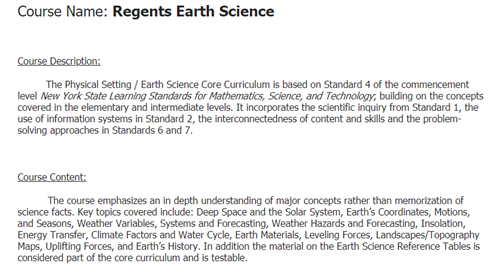 Course Name: Regents Earth Science
Course Description:
The Physical Setting / Earth Science Core Curriculum is based on Standard 4 of the commencement
level New York State Learning Standards for Mathematics, Science, and Technology, building on the concepts
covered in the elementary and intermediate levels. It incorporates the scientific inquiry from Standard 1, the
use of information systems in Standard 2, the interconnectedness of content and skills and the problem-
solving approaches in Standards 6 and 7.
Course Content:
The course emphasizes an in depth understanding of major concepts rather than memorization of
science facts. Key topics covered include: Deep Space and the Solar System, Earth's Coordinates, Motions,
and Seasons, Weather Variables, Systems and Forecasting, Weather Hazards and Forecasting, Insolation,
Energy Transfer, Climate Factors and Water Cycle, Earth Materials, Leveling Forces, Landscapes/Topography
Maps, Uplifting Forces, and Earth's History. In addition the material on the Earth Science Reference Tables is
considered part of the core curriculum and is testable.